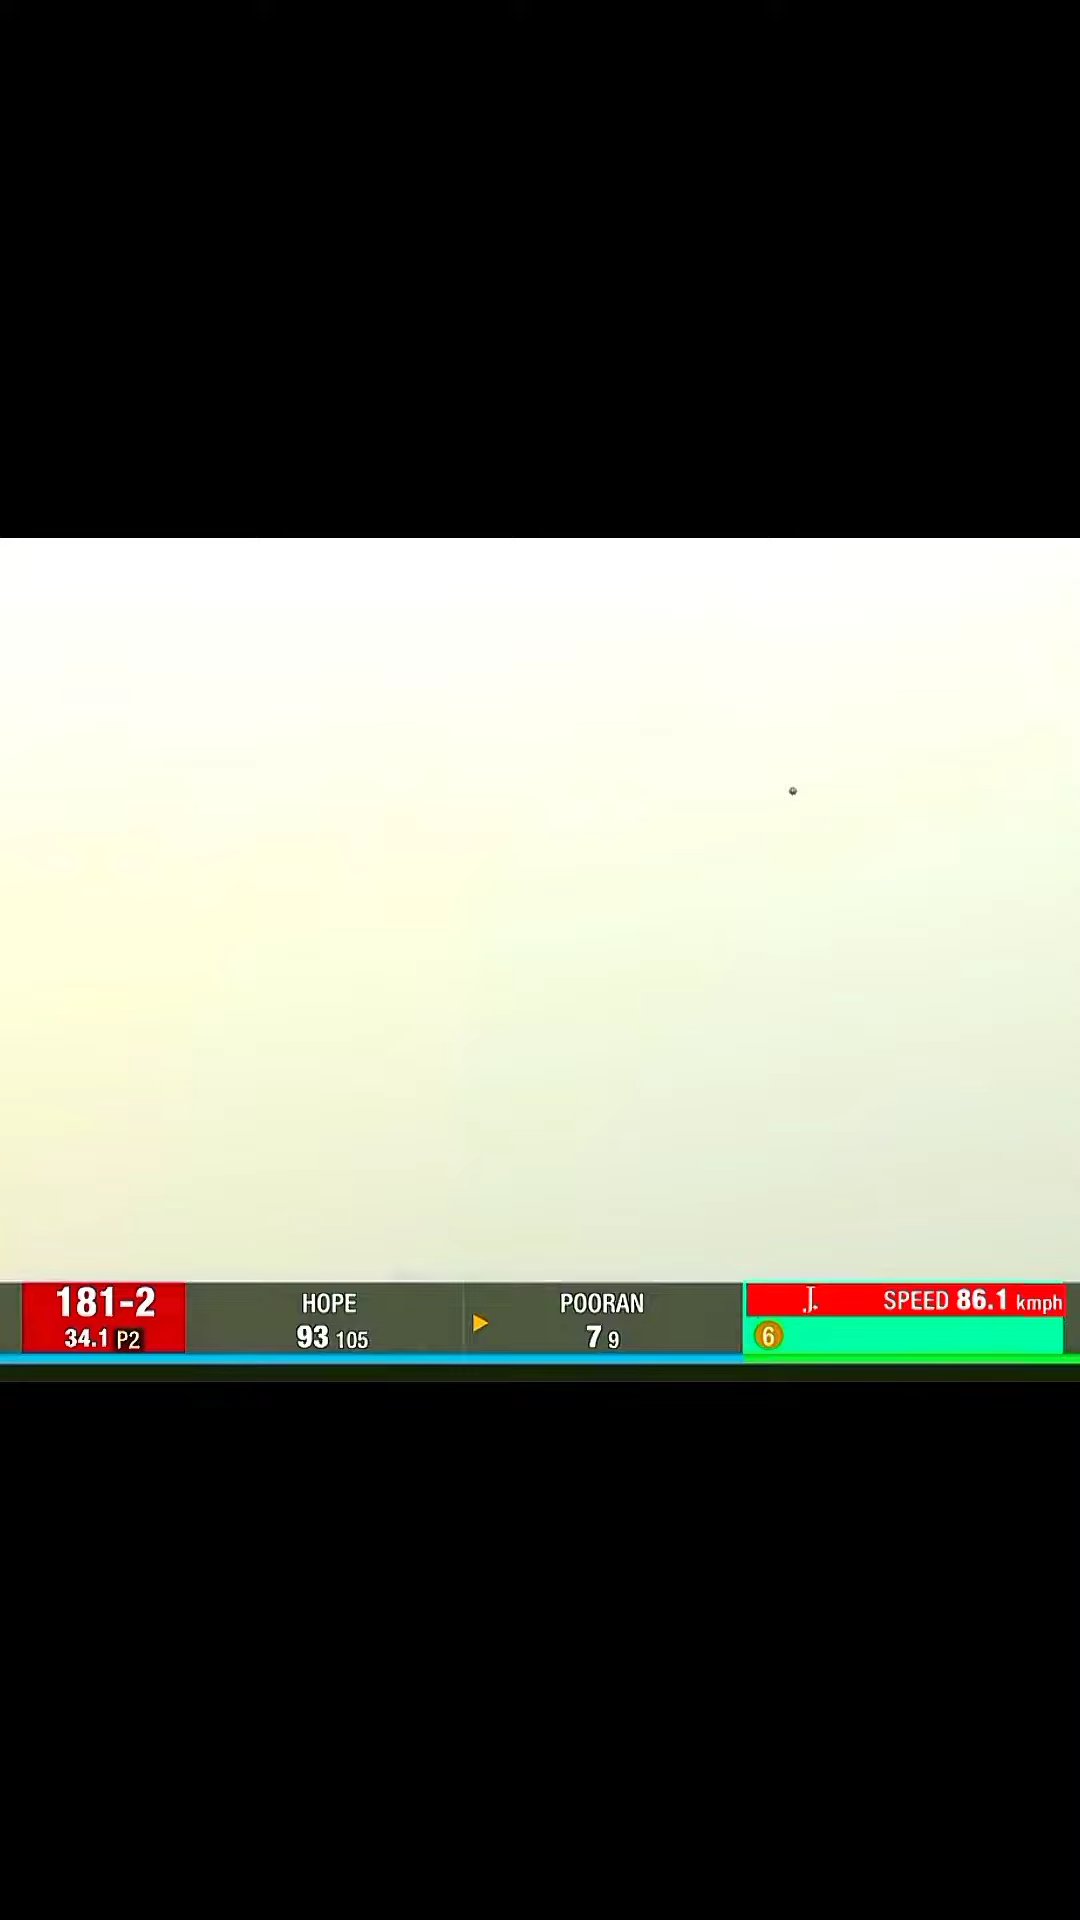 181-2
34.1 P2
HOPE
93 105
POORAN
7 9
J. SPEED 86.1 kmph
6